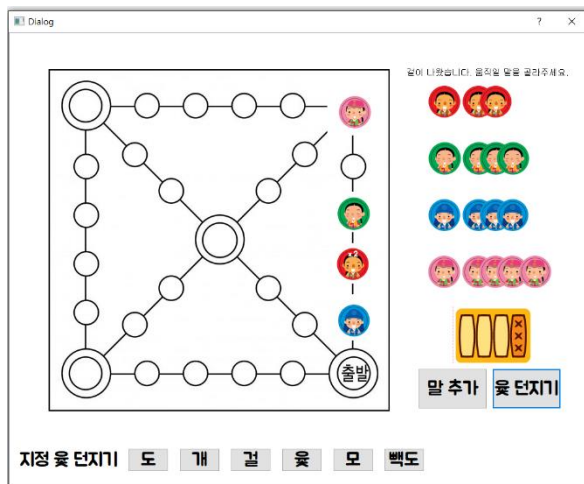 Dialog
걸이 나왔습니다. 움직일 말을 골라주세요.
출발
말 추가
윷 던지기
지정 윷 던지기
도
개
걸
윷
모
빽도